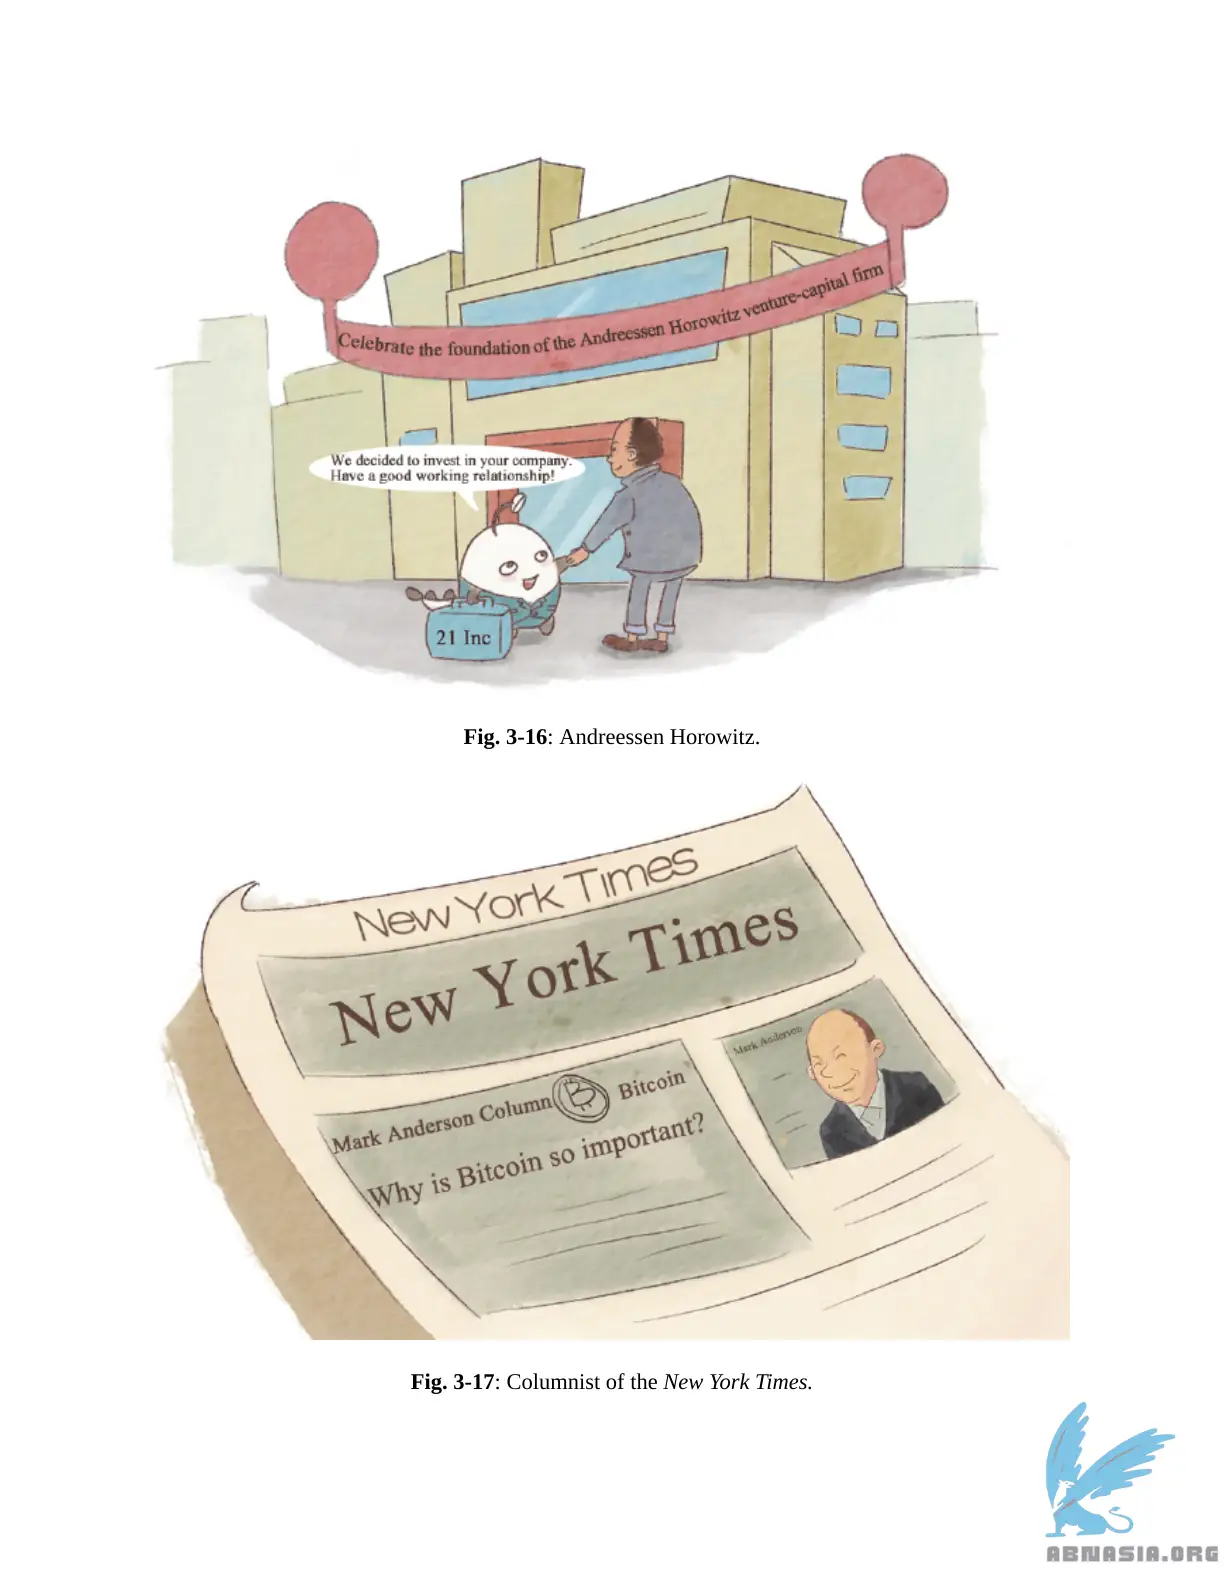 Celebrate the foundation of the Andreessen Horowitz venture-capital firm
We decided to invest in your company.
Have a good working relationship!
21 Inc
Fig. 3-16: Andreessen Horowitz.
New York Times
New York Times
Mark Anderson
Mark Anderson Column B Bitcoin
Why is Bitcoin so important?
Fig. 3-17: Columnist of the New York Times.
ABNASIA.ORG